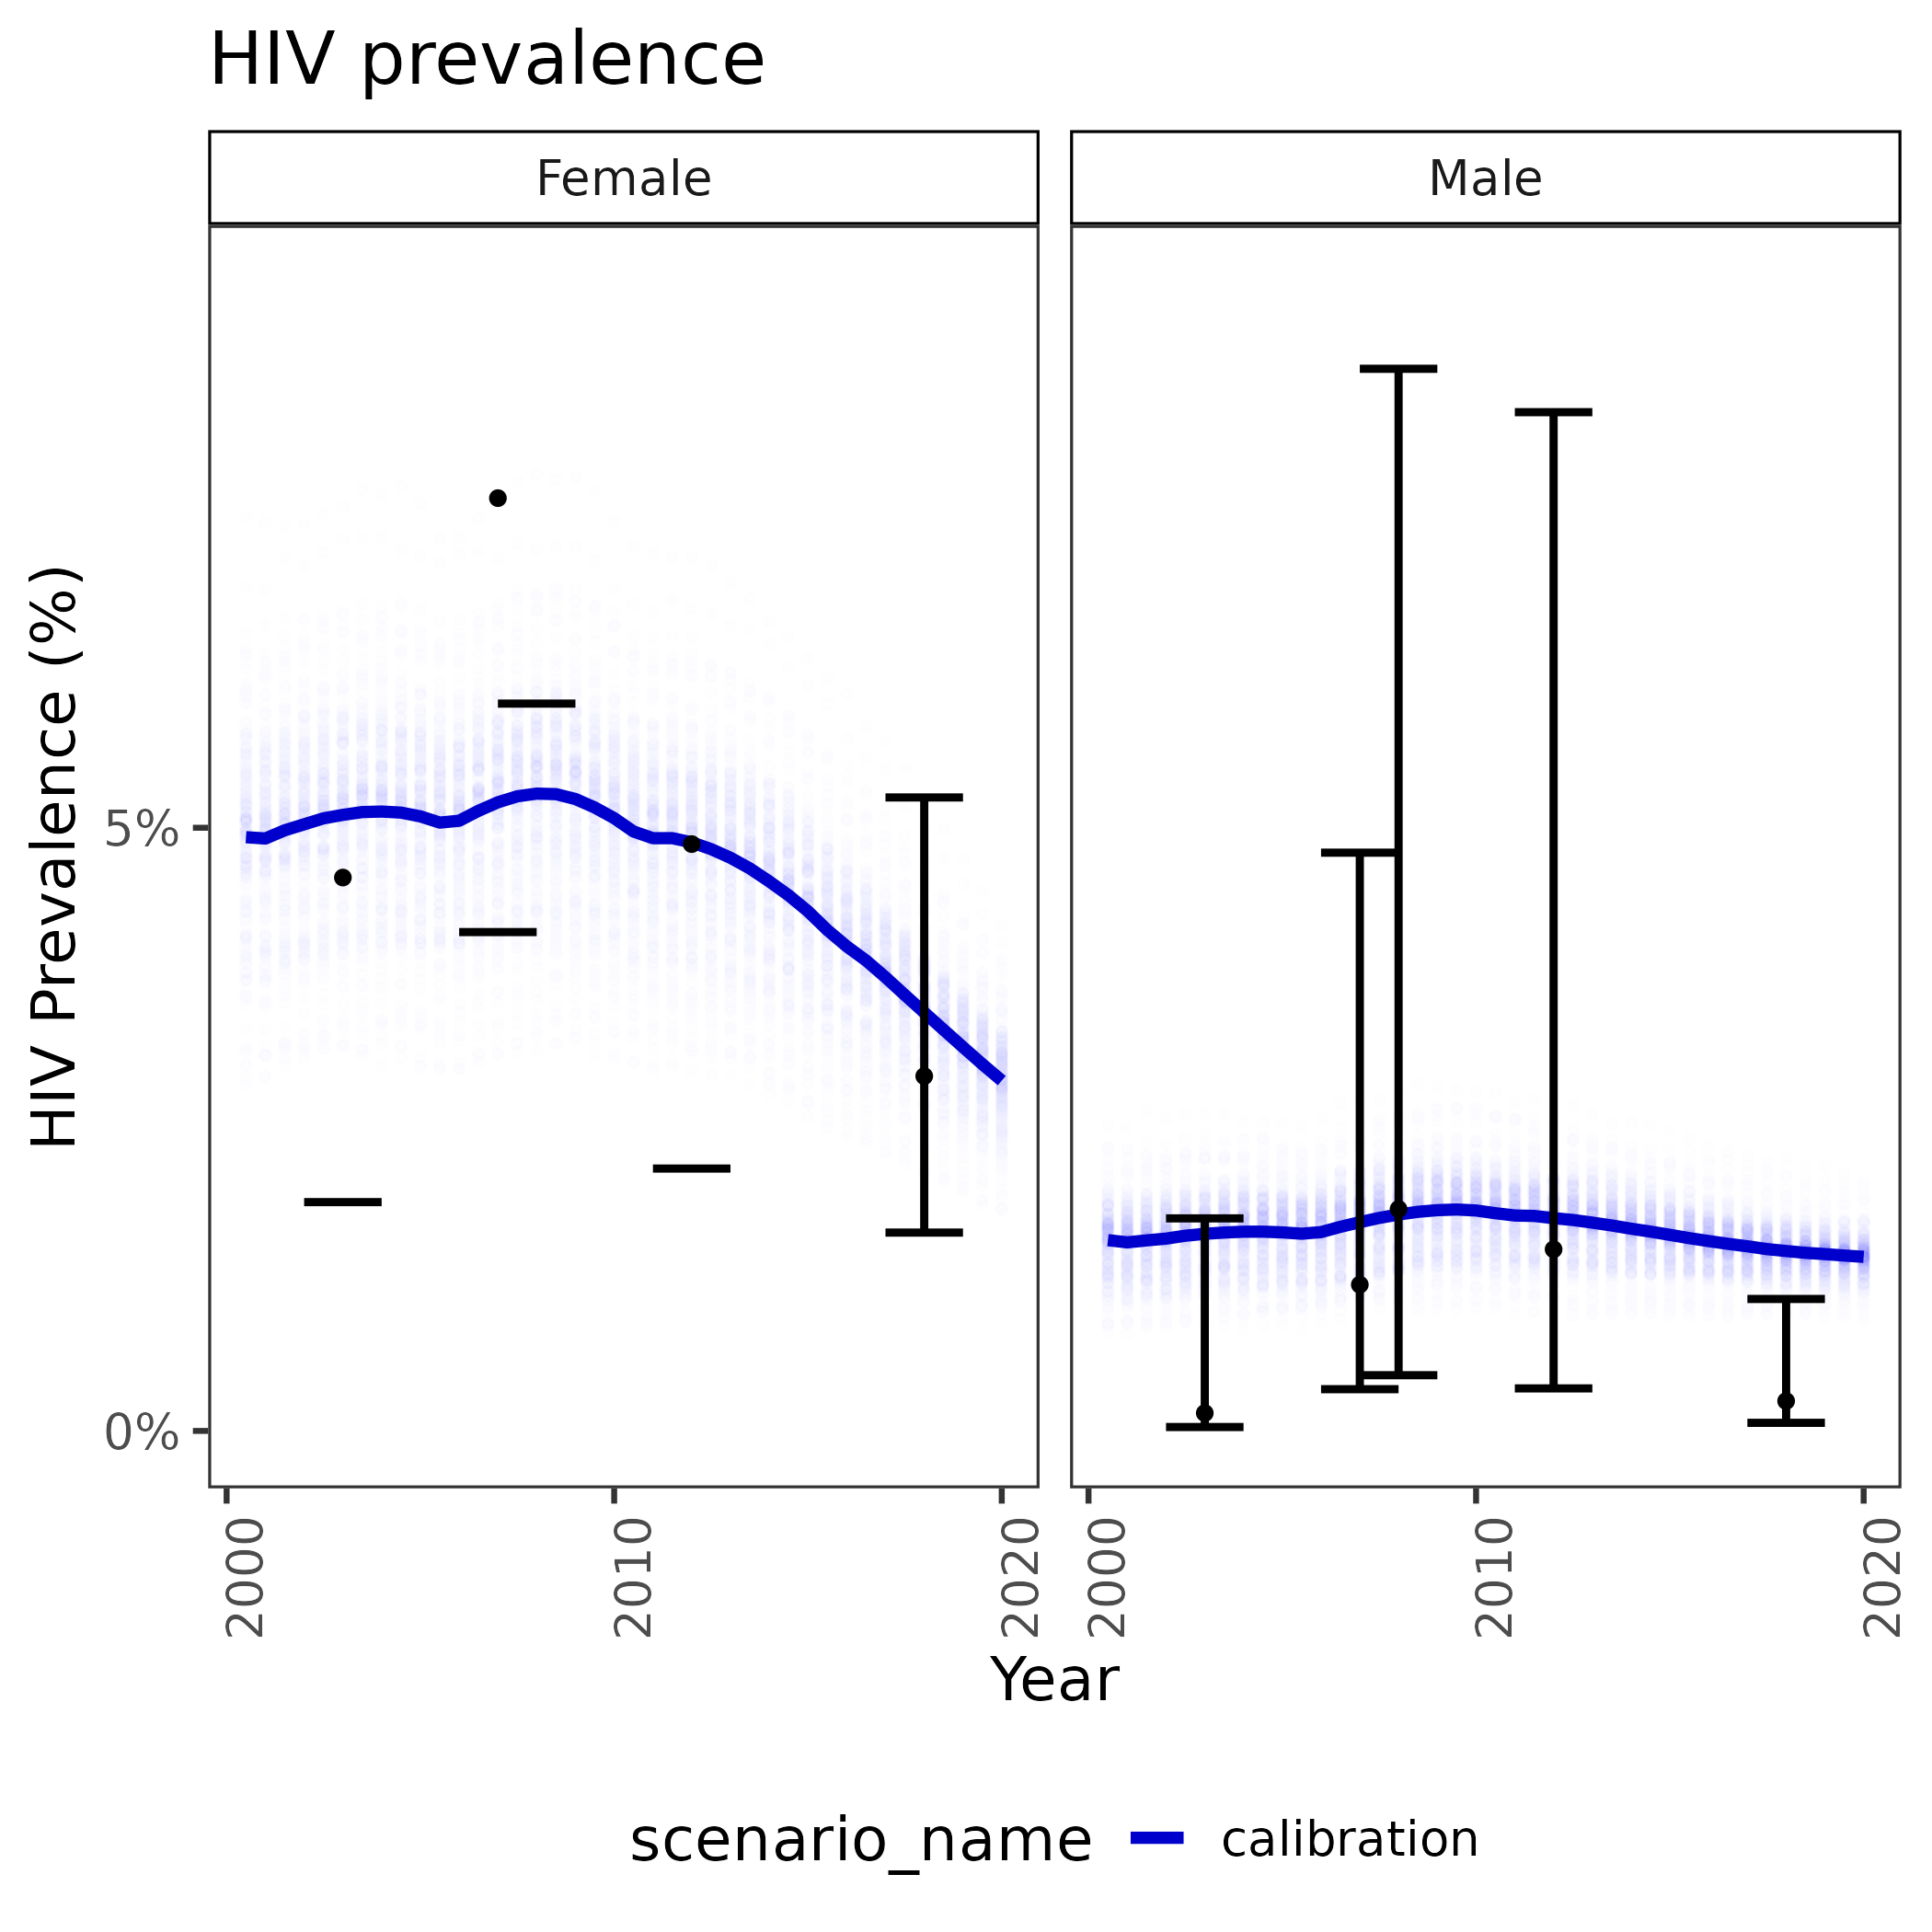 HIV prevalence
Female
Male
HIV Prevalence (%)
5%
0%
2000
2010
2020
2000
2010
2020
Year
scenario_name
calibration